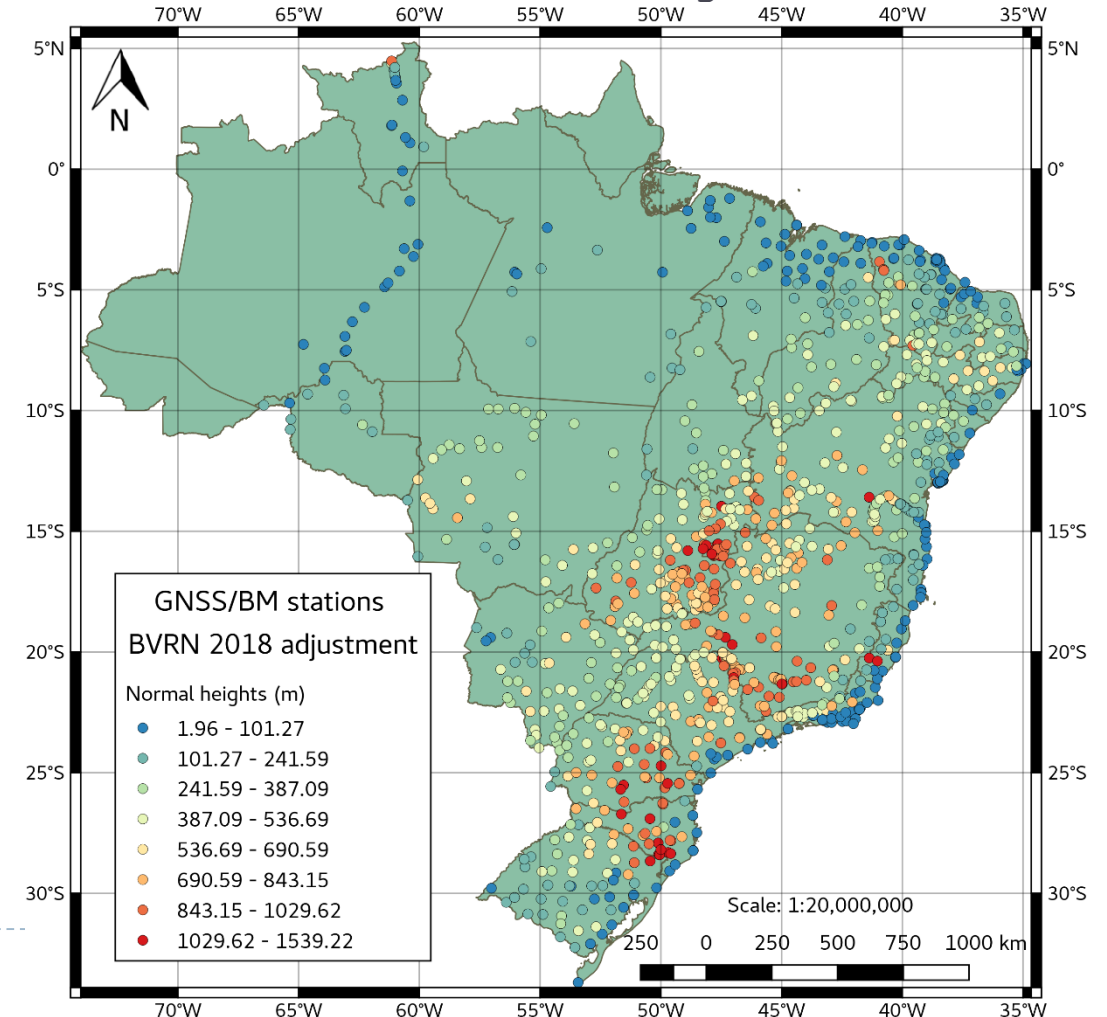 70°W 65°W 60°W 55°W 50°W 45°W 40°W 35°W
5°N 5°N
N
0° 0°
5°S 5°S
10°S 10°S
15°S 15°S
GNSS/BM stations
BVRN 2018 adjustment
20°S 20°S
Normal heights (m)
1.96 - 101.27
101.27 - 241.59
25°S 25°S
241.59 - 387.09
387.09 - 536.69
536.69 - 690.59
690.59 - 843.15
30°S 30°S
843.15 - 1029.62
1029.62 - 1539.22
Scale: 1:20,000,000
250 0 250 500 750 1000 km
70°W 65°W 60°W 55°W 50°W 45°W 40°W 35°W